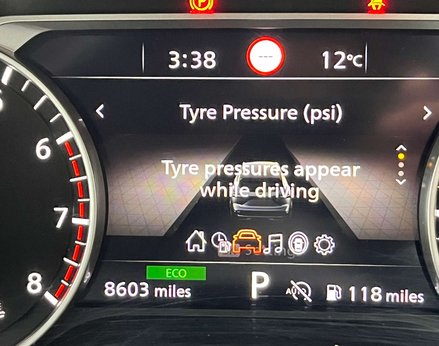 3:38
12°C
Tyre Pressure (psi)
Tyre pressures appear
while driving
6
7
8
ECO
8603 miles
P
AUTO
118 miles